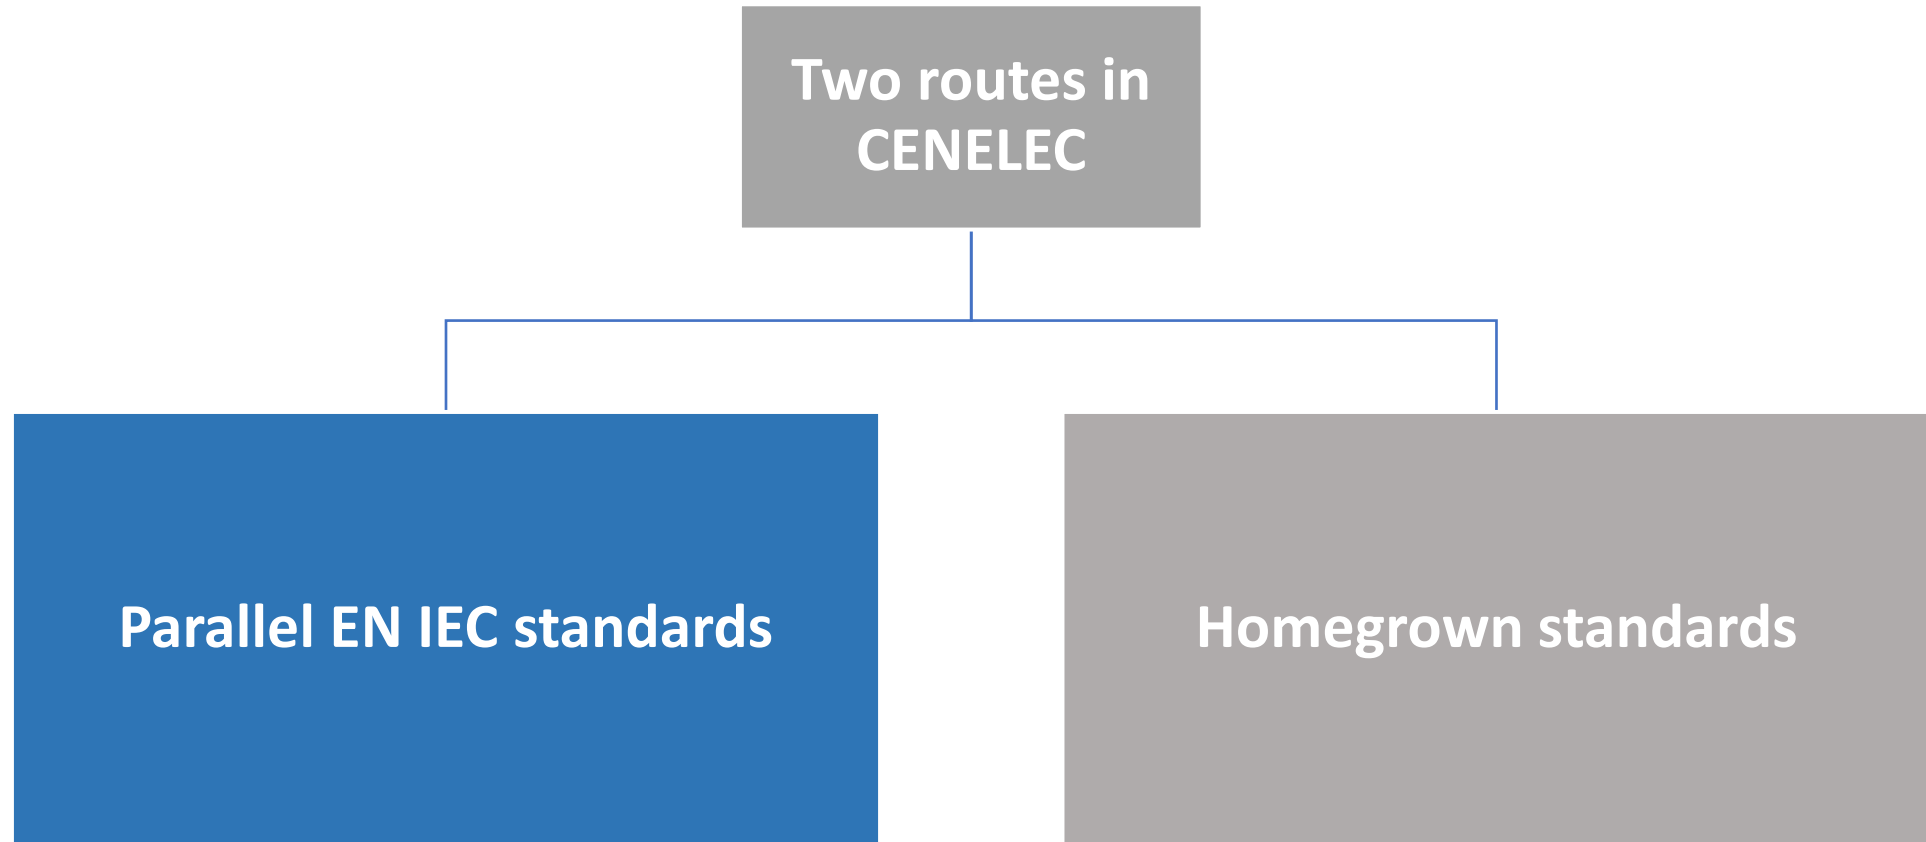 Two routes in
CENELEC
Parallel EN IEC standards
Homegrown standards